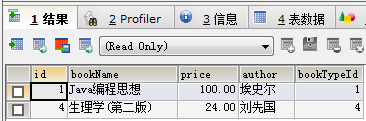 1 结果 2 Profiler 3 信息 4 表数据
(Read Only)
id bookName price author bookTypeId
1 Java编程思想 100.00 埃史尔 1
4 生理学(第二版) 24.00 刘先国 4